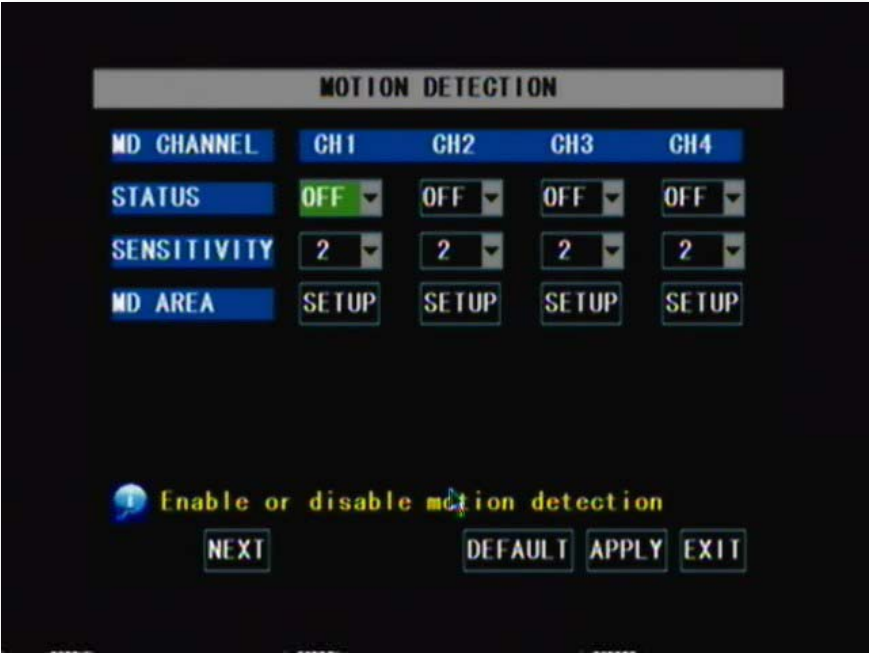 MOTION DETECTION
MD CHANNEL CH1 CH2 CH3 CH4
STATUS OFF OFF OFF OFF
SENSITIVITY 2 2 2 2
MD AREA SETUP SETUP SETUP SETUP
Enable or disable motion detection
NEXT DEFAULT APPLY EXIT